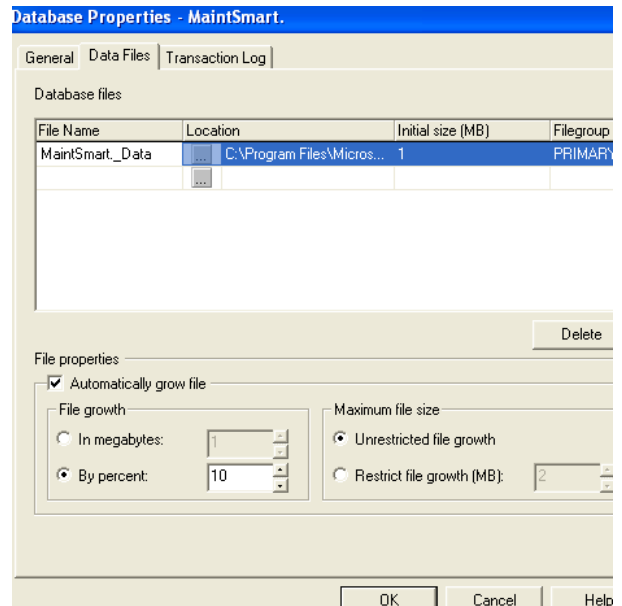 Database Properties - MaintSmart.
General Data Files Transaction Log
Database files
File Name Location Initial size (MB) Filegroup
MaintSmart._Data ... C:\Program Files\Micros... 1 PRIMARY
...
Delete
File properties
Automatically grow file
File growth Maximum file size
In megabytes: 1 Unrestricted file growth
By percent: 10 Restrict file growth (MB): 2
OK Cancel Help